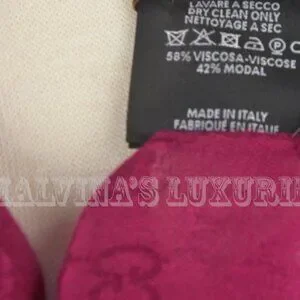 LAVARE A SECCO
DRY CLEAN ONLY
NETTOYAGE A SEC
58% VISCOSA-VISCOSE
42% MODAL
MADE IN ITALY
FABRIQUÉ EN ITALIE
MALVINA'S LUXURIE